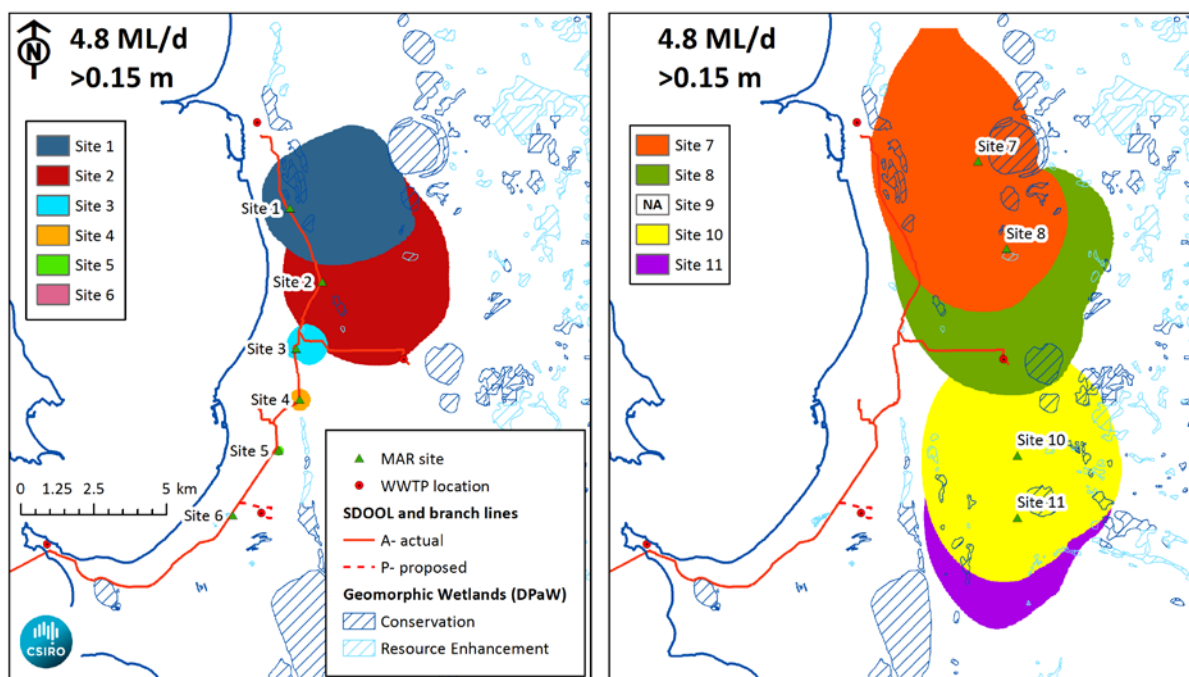 N
4.8 ML/d
>0.15 m
Site 1
Site 2
Site 3
Site 4
Site 5
Site 6
Site 1
Site 2
Site 3
Site 4
Site 5
Site 6
0 1.25 2.5 5 km
MAR site
WWTP location
SDOOL and branch lines
A- actual
P- proposed
Geomorphic Wetlands (DPaW)
Conservation
Resource Enhancement
CSIRO
4.8 ML/d
>0.15 m
Site 7
Site 8
NA Site 9
Site 10
Site 11
Site 7
Site 8
Site 10
Site 11